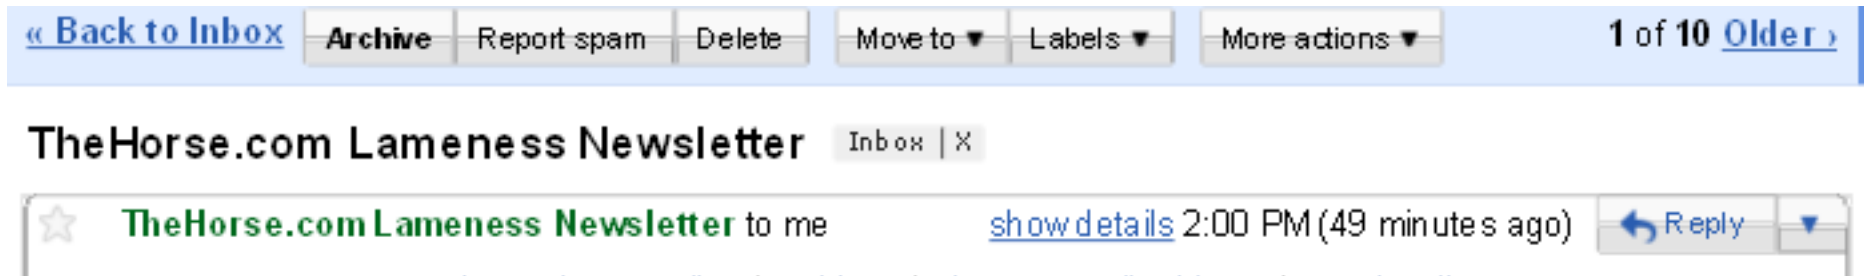 « Back to Inbox Archive Report spam Delete Move to ▼ Labels ▼ More actions ▼ 1 of 10 Older ›
TheHorse.com Lameness Newsletter Inbox | X
TheHorse.com Lameness Newsletter to me show details 2:00 PM (49 minutes ago) Reply ▼